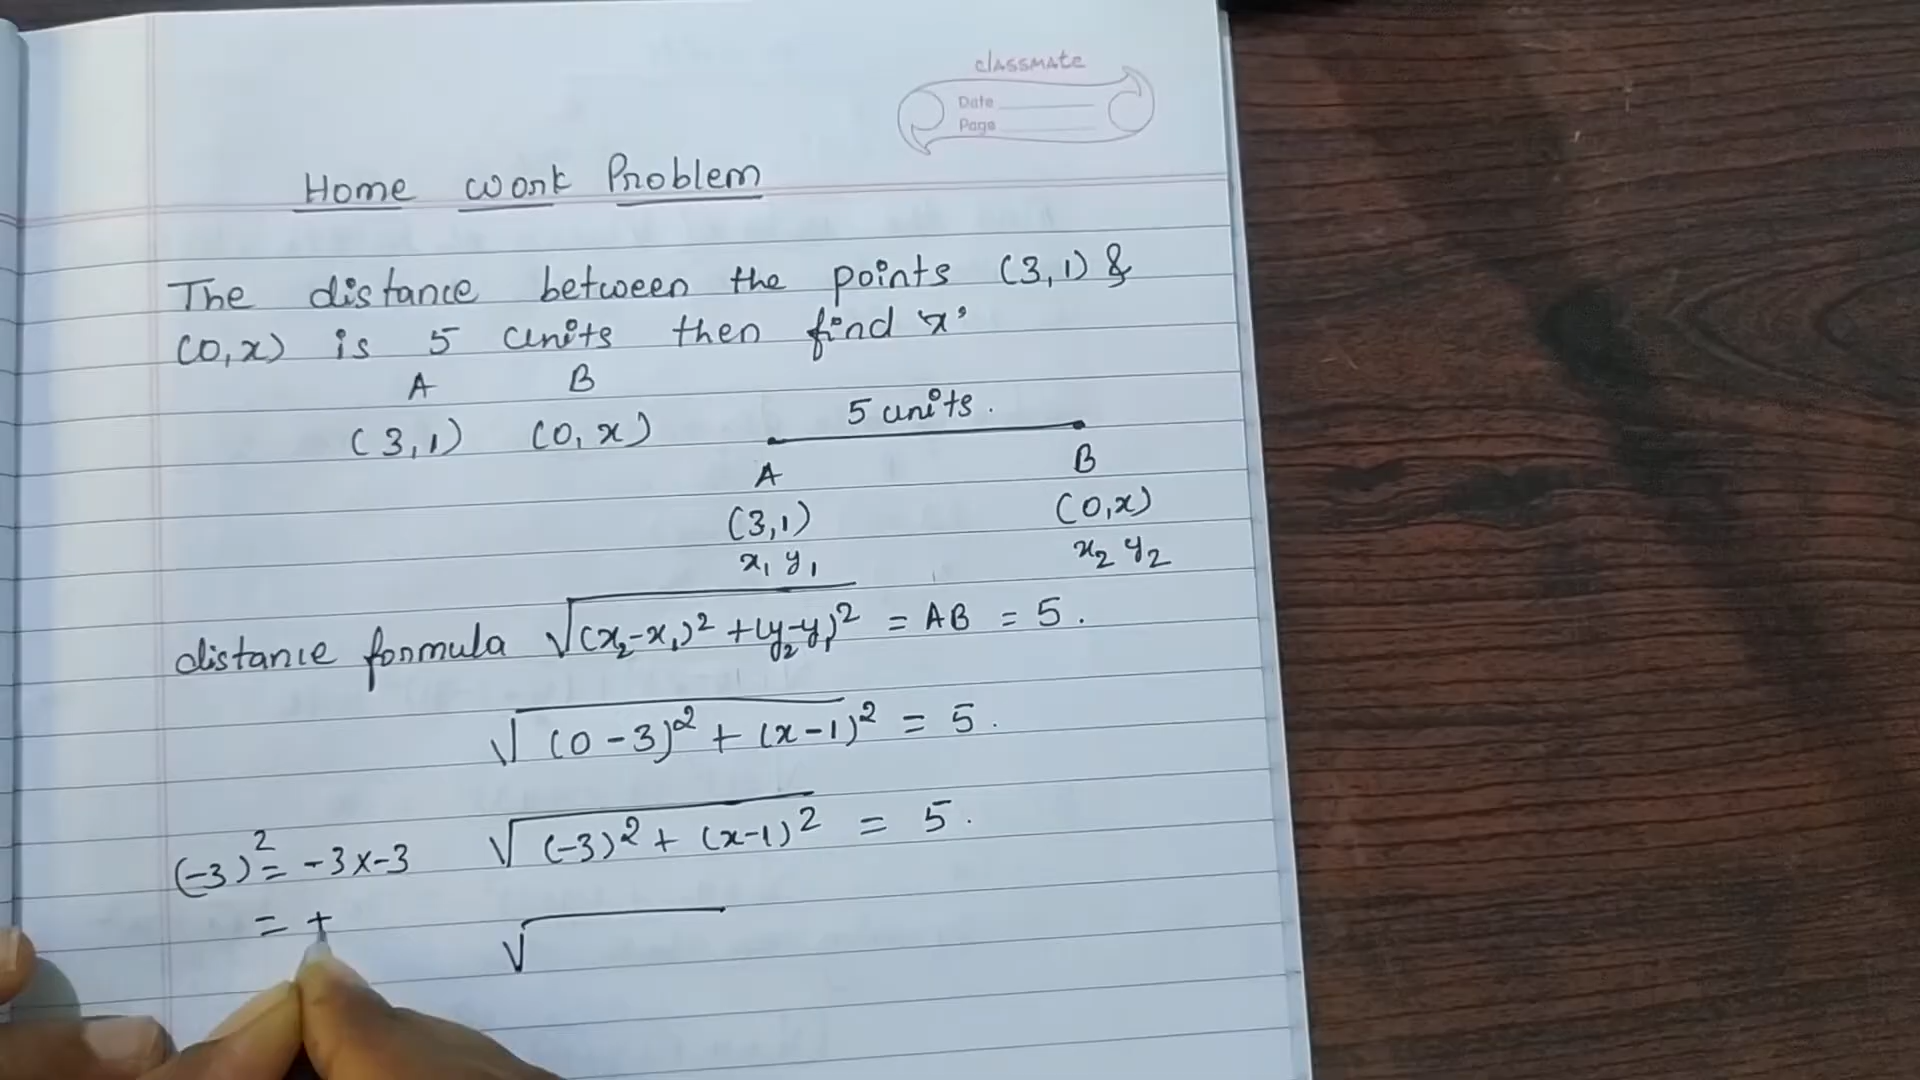 classmate
Date
Page
Home work Problem
The distance between the points (3,1) &
(0,x) is 5 units then find 'x'
A B
(3,1) (0,x)
5 units.
A B
(3,1) (0,x)
x₁ y₁ x₂ y₂
distance formula √(x₂-x₁)² + (y₂-y₁)² = AB = 5.
√(0-3)² + (x-1)² = 5.
(-3)² = -3x-3 √(-3)² + (x-1)² = 5.
= + √